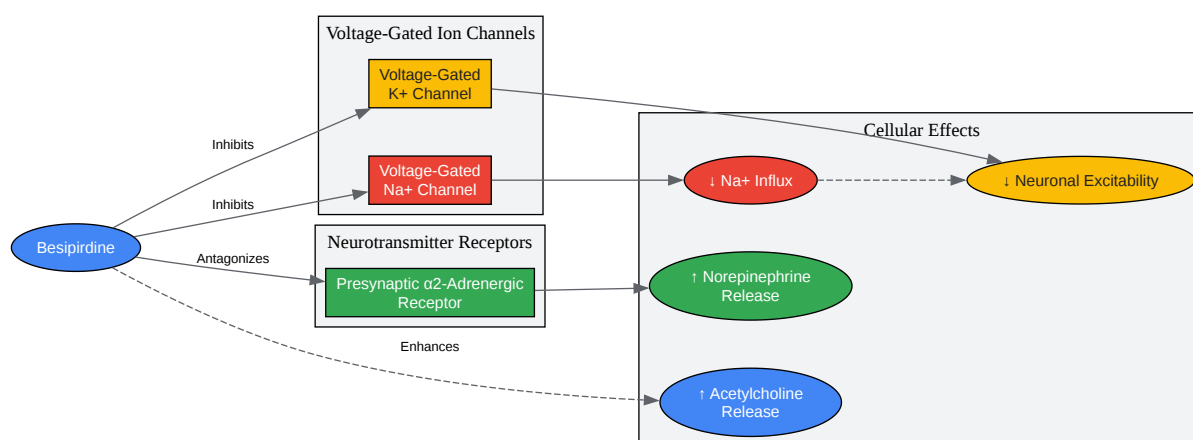 Voltage-Gated Ion Channels
Voltage-Gated
K+ Channel
Inhibits
Voltage-Gated
Na+ Channel
Inhibits
Besipirdine
Antagonizes
Neurotransmitter Receptors
Presynaptic α2-Adrenergic
Receptor
Enhances
Cellular Effects
↓ Na+ Influx
↓ Neuronal Excitability
↑ Norepinephrine
Release
↑ Acetylcholine
Release